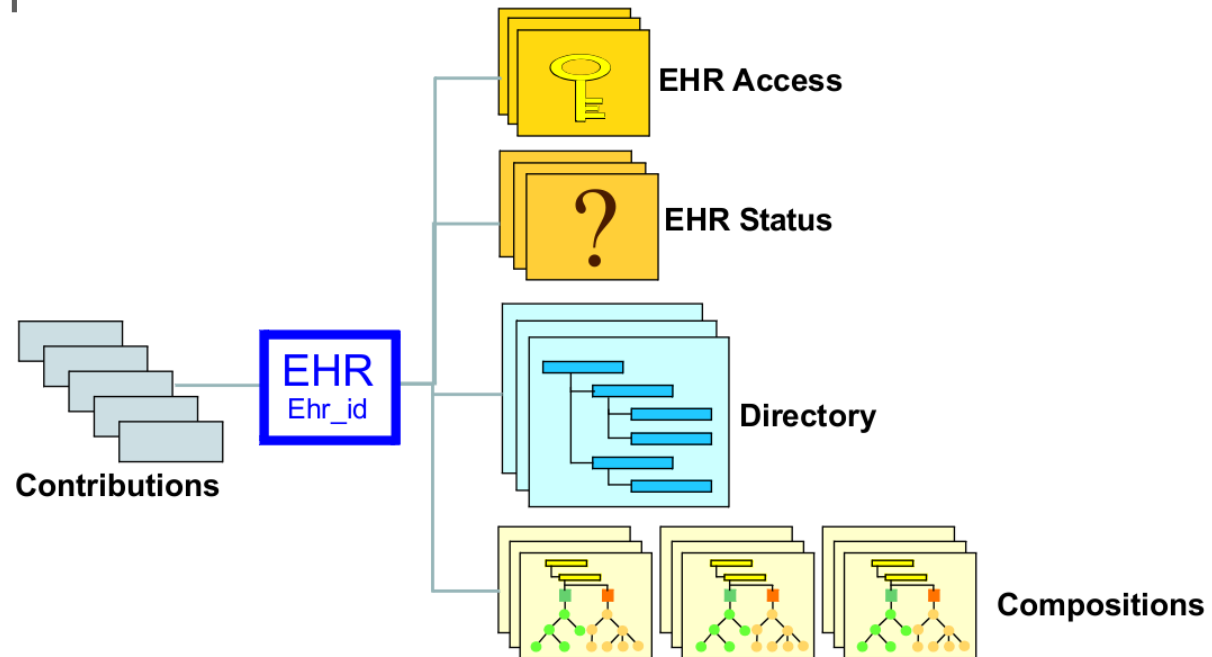 EHR Access
?
EHR Status
EHR
Ehr_id
Directory
Contributions
Compositions